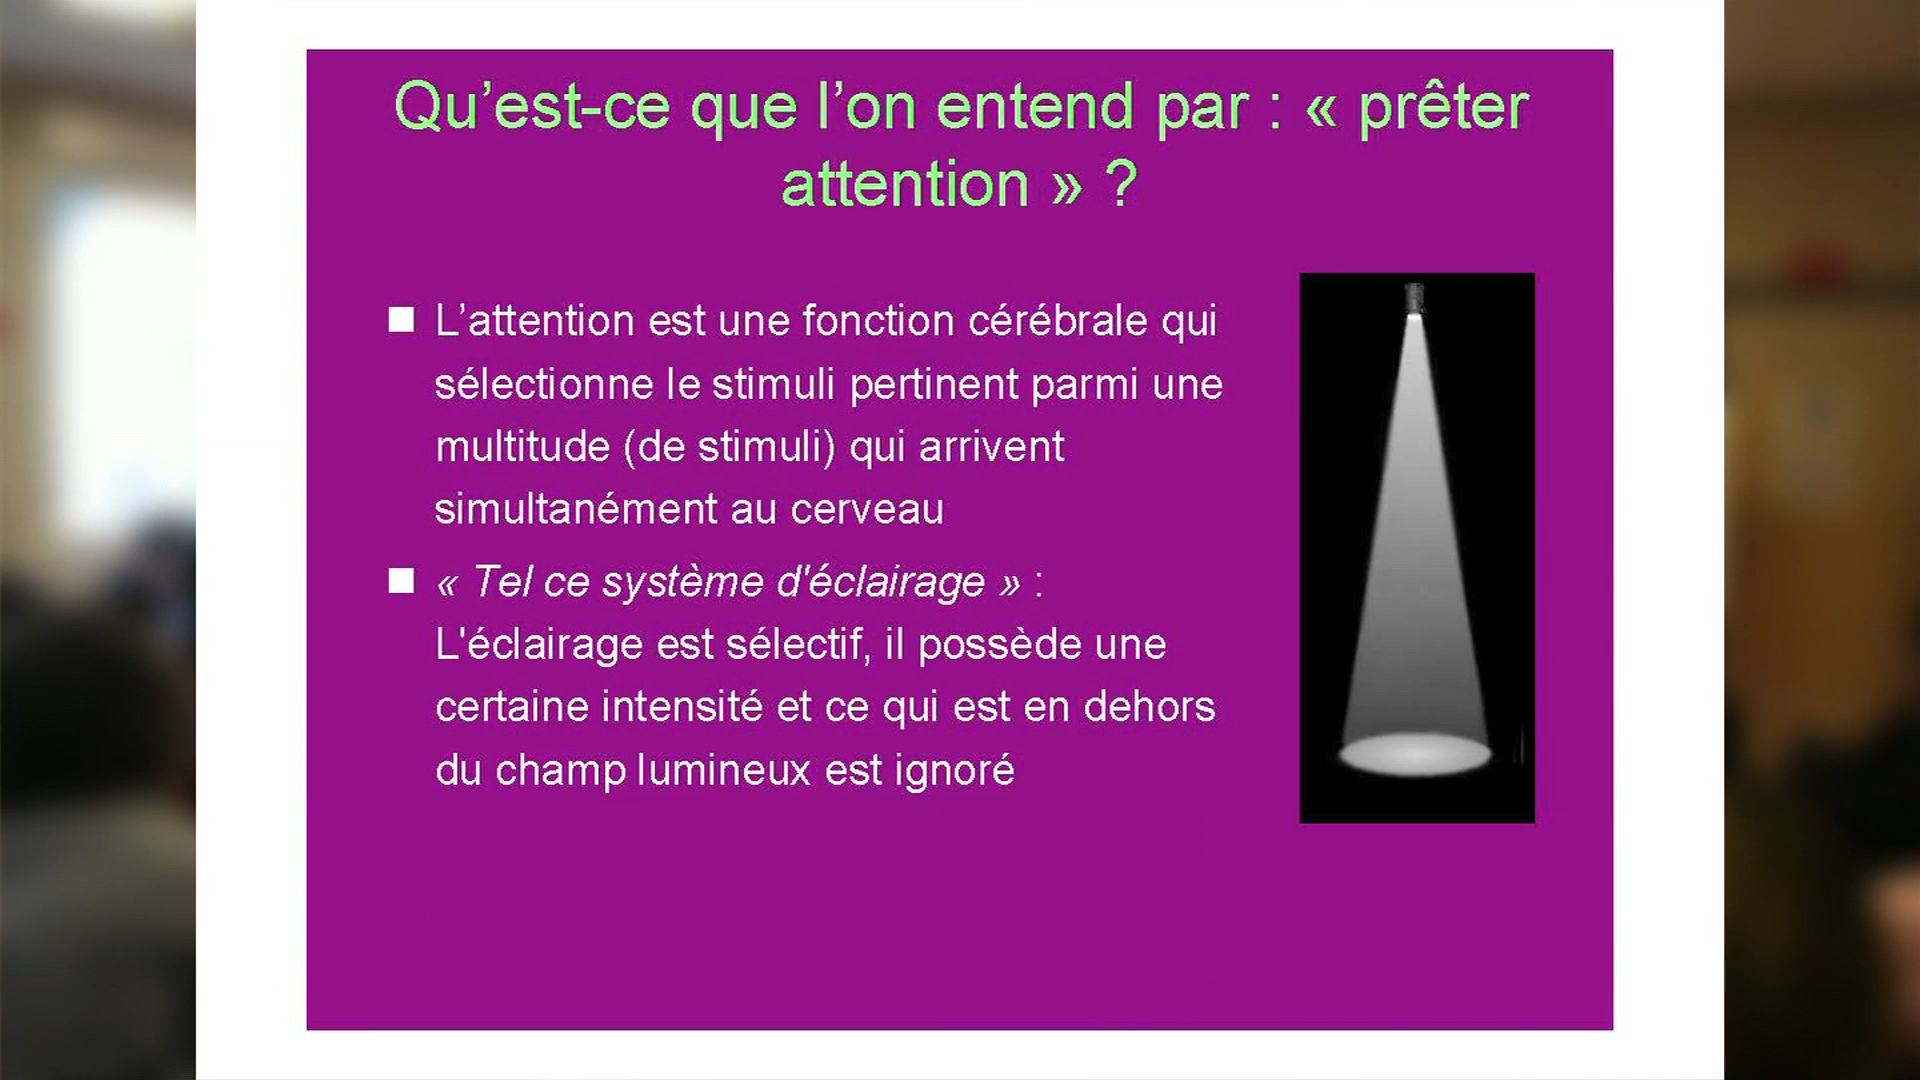 Qu’est-ce que l’on entend par : « prêter
attention » ?
L’attention est une fonction cérébrale qui
sélectionne le stimuli pertinent parmi une
multitude (de stimuli) qui arrivent
simultanément au cerveau
« Tel ce système d'éclairage » :
L'éclairage est sélectif, il possède une
certaine intensité et ce qui est en dehors
du champ lumineux est ignoré